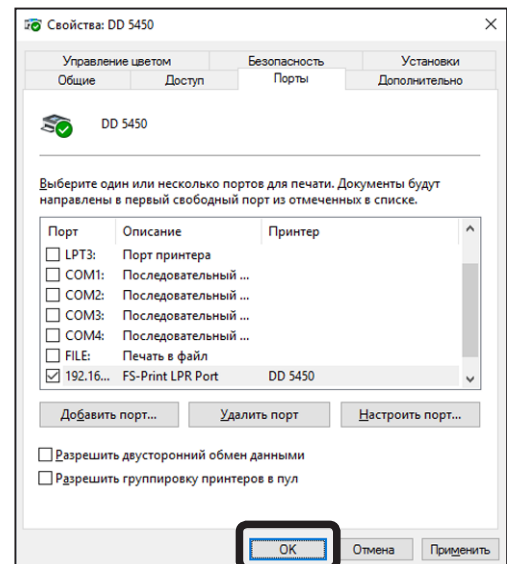 Свойства: DD 5450
Управление цветом Безопасность Установки
Общие Доступ Порты Дополнительно
DD 5450
Выберите один или несколько портов для печати. Документы будут
направлены в первый свободный порт из отмеченных в списке.
Порт Описание Принтер
LPT3: Порт принтера
COM1: Последовательный ...
COM2: Последовательный ...
COM3: Последовательный ...
COM4: Последовательный ...
FILE: Печать в файл
192.16... FS-Print LPR Port DD 5450
Добавить порт... Удалить порт Настроить порт...
Разрешить двусторонний обмен данными
Разрешить группировку принтеров в пул
OK Отмена Применить